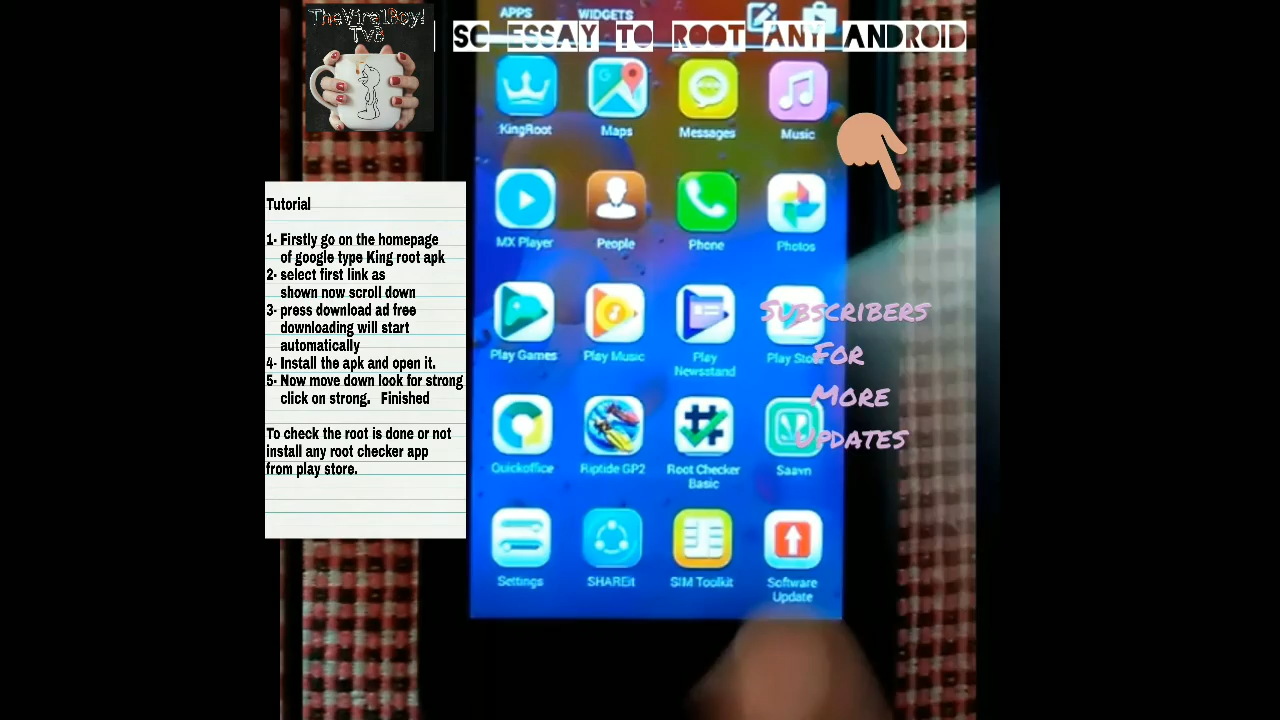 TheViralBoy!
APPS WIDGETS
SO ESSAY TO ROOT ANY ANDROID
KingRoot Maps Messages Music
MX Player People Phone Photos
Play Games Play Music Play Newsstand Play Store
Quickoffice Riptide GP2 Root Checker Basic Saavn
Settings SHAREit SIM Toolkit Software Update
Tutorial
1- Firstly go on the homepage
of google type King root apk
2- select first link as
shown now scroll down
3- press download ad free
downloading will start
automatically
4- Install the apk and open it.
5- Now move down look for strong
click on strong. Finished
To check the root is done or not
install any root checker app
from play store.
Subscribers
For
More
Updates